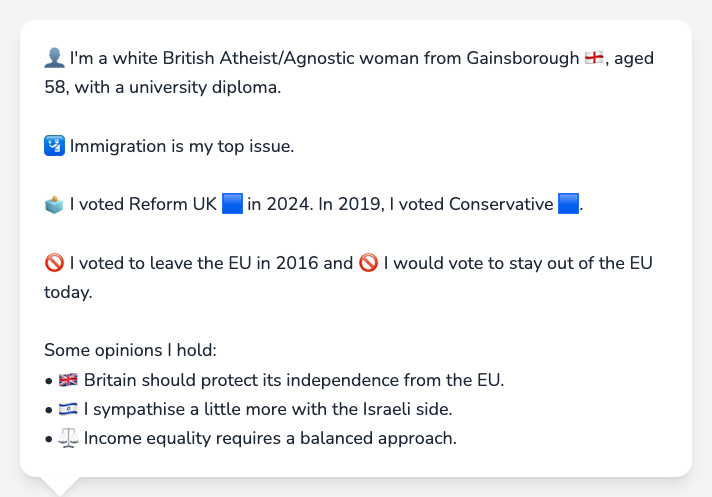 👤 I'm a white British Atheist/Agnostic woman from Gainsborough 🏴󠁧󠁢󠁥󠁮󠁧󠁿, aged
58, with a university diploma.
🛂 Immigration is my top issue.
🗳️ I voted Reform UK 🟦 in 2024. In 2019, I voted Conservative 🟦.
🚫 I voted to leave the EU in 2016 and 🚫 I would vote to stay out of the EU
today.
Some opinions I hold:
• 🇬🇧 Britain should protect its independence from the EU.
• 🇮🇱 I sympathise a little more with the Israeli side.
• ⚖️ Income equality requires a balanced approach.